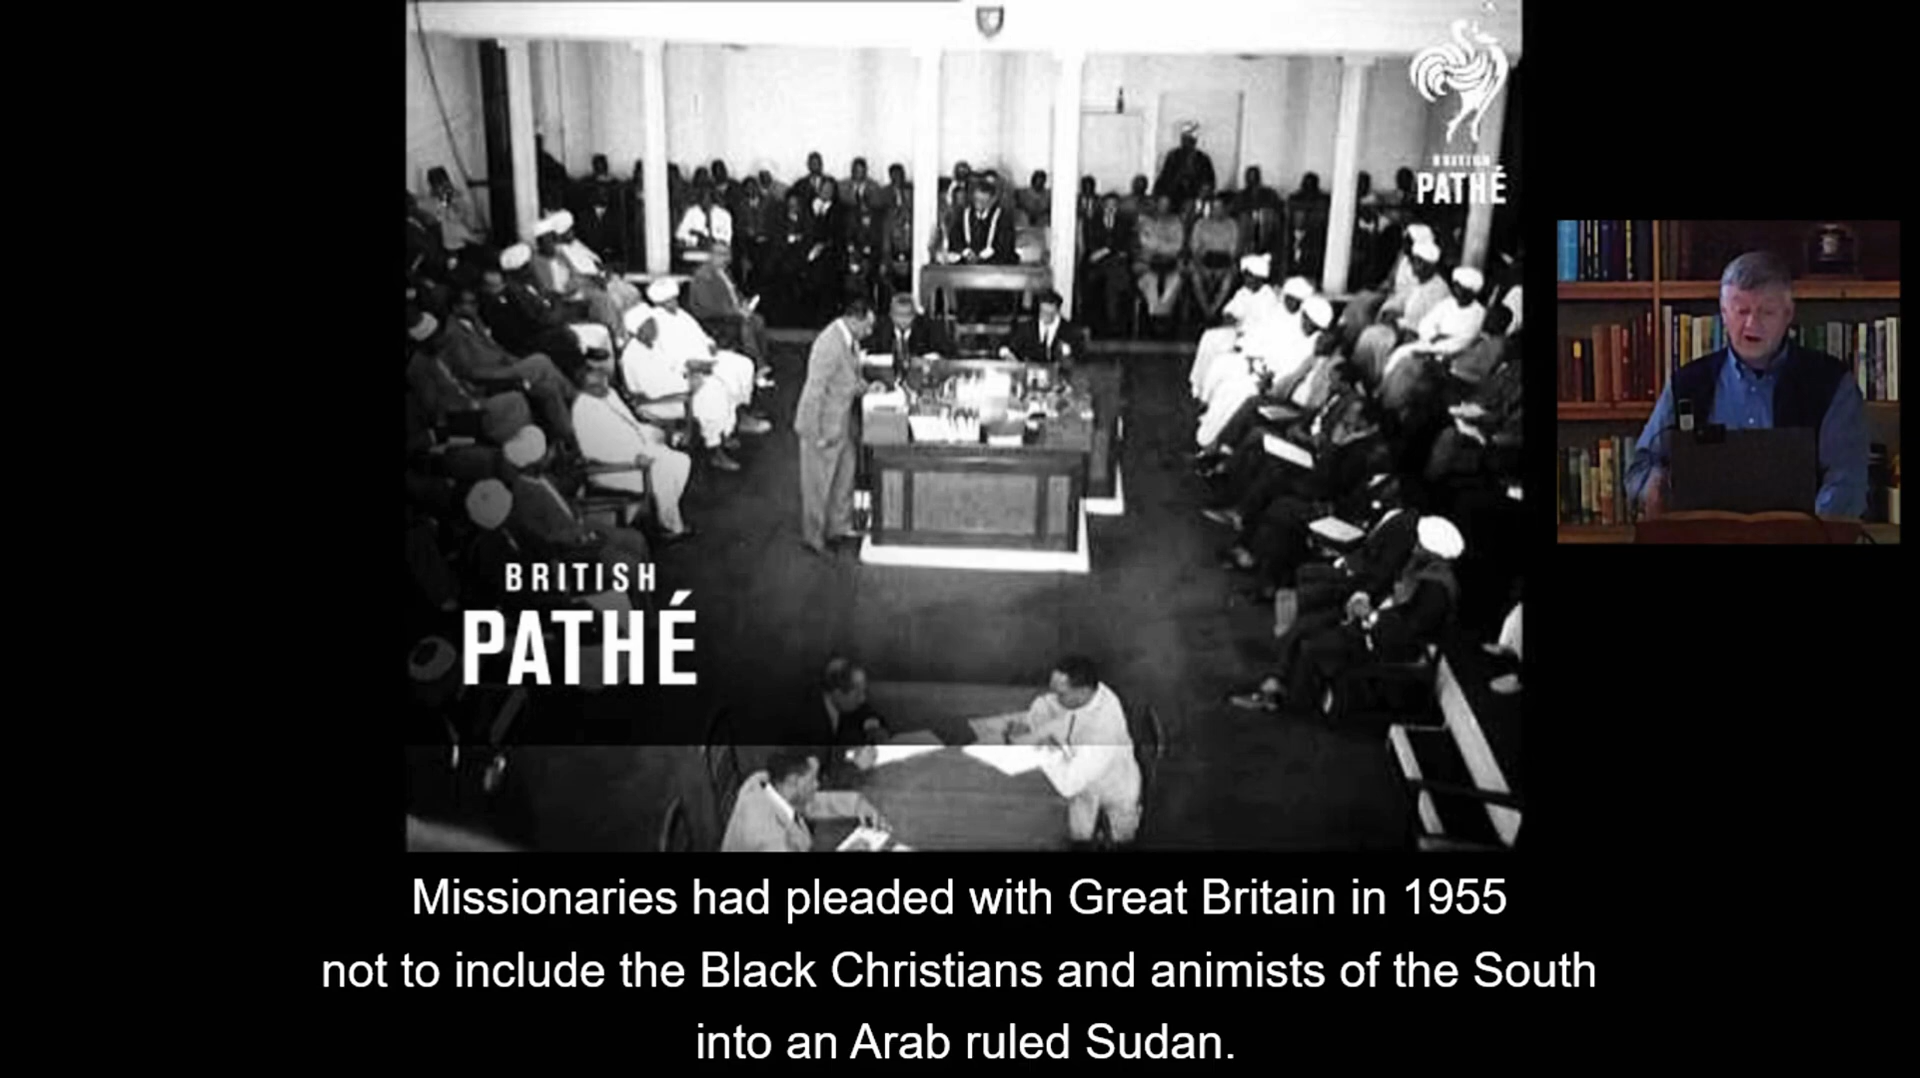 BRITISH
PATHÉ
BRITISH
PATHÉ
Missionaries had pleaded with Great Britain in 1955
not to include the Black Christians and animists of the South
into an Arab ruled Sudan.